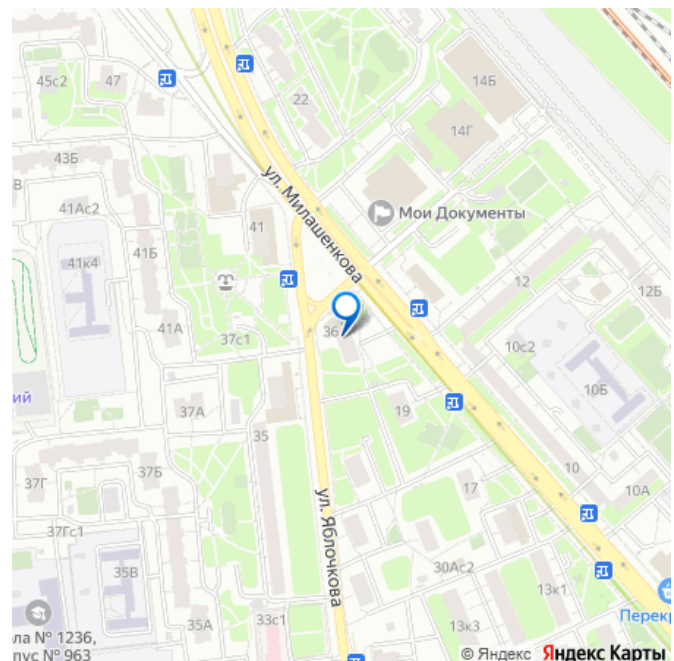 45с2
47
22
14Б
14Г
43Б
В
41Ас2
41
ул. Милашенкова
Мои Документы
41к4
41Б
12
12Б
41А
37с1
36
10с2
10Б
ий
37А
35
19
37Г
37Б
10
17
10А
ул. Яблочкова
37Гс1
35В
30Ас2
13к1
35А
33с1
13к3
Перекр
ла № 1236,
пус № 963
© Яндекс Яндекс Карты